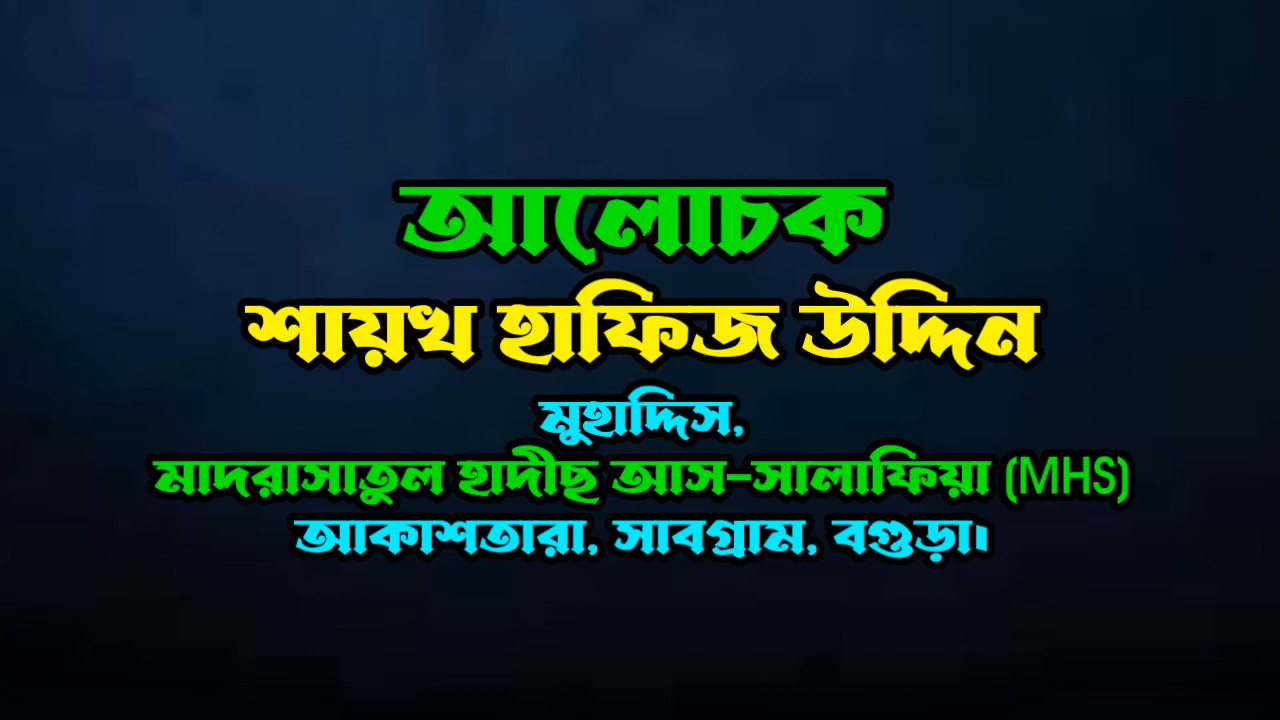 আলোচক
শায়খ হাফিজ উদ্দিন
মুহাদ্দিস,
মাদরাসাতুল হাদীছ আস-সালাফিয়া (MHS)
আকাশতারা, সাবগ্রাম, বগুড়া।